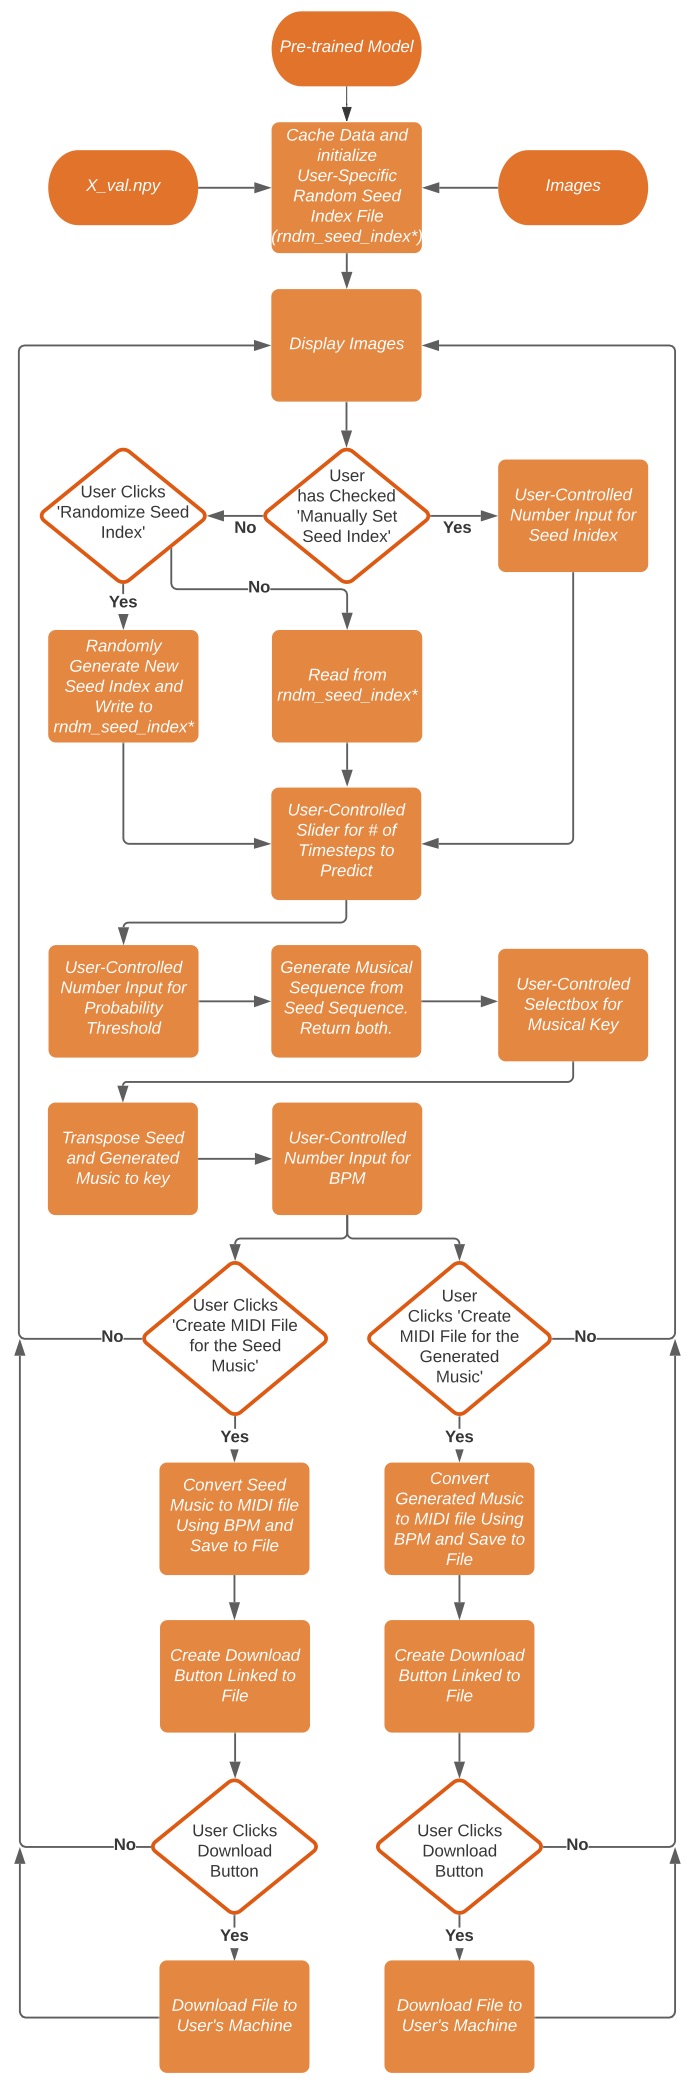 Pre-trained Model
Cache Data and
initialize
User-Specific
Random Seed
Index File
(rndm_seed_index*)
X_val.npy
Images
Display Images
User
has Checked
'Manually Set
Seed Index'
User Clicks
'Randomize Seed
Index'
No
Yes
User-Controlled
Number Input for
Seed Inidex
Yes
No
Randomly
Generate New
Seed Index and
Write to
rndm_seed_index*
Read from
rndm_seed_index*
User-Controlled
Slider for # of
Timesteps to
Predict
User-Controlled
Number Input for
Probability
Threshold
Generate Musical
Sequence from
Seed Sequence.
Return both.
User-Controled
Selectbox for
Musical Key
Transpose Seed
and Generated
Music to key
User-Controlled
Number Input for
BPM
User Clicks
'Create MIDI File
for the Seed
Music'
User
Clicks 'Create
MIDI File for the
Generated
Music'
No
No
Yes
Yes
Convert Seed
Music to MIDI file
Using BPM and
Save to File
Convert
Generated Music
to MIDI file Using
BPM and Save to
File
Create Download
Button Linked to
File
Create Download
Button Linked to
File
User Clicks
Download
Button
User Clicks
Download
Button
No
No
Yes
Yes
Download File to
User's Machine
Download File to
User's Machine